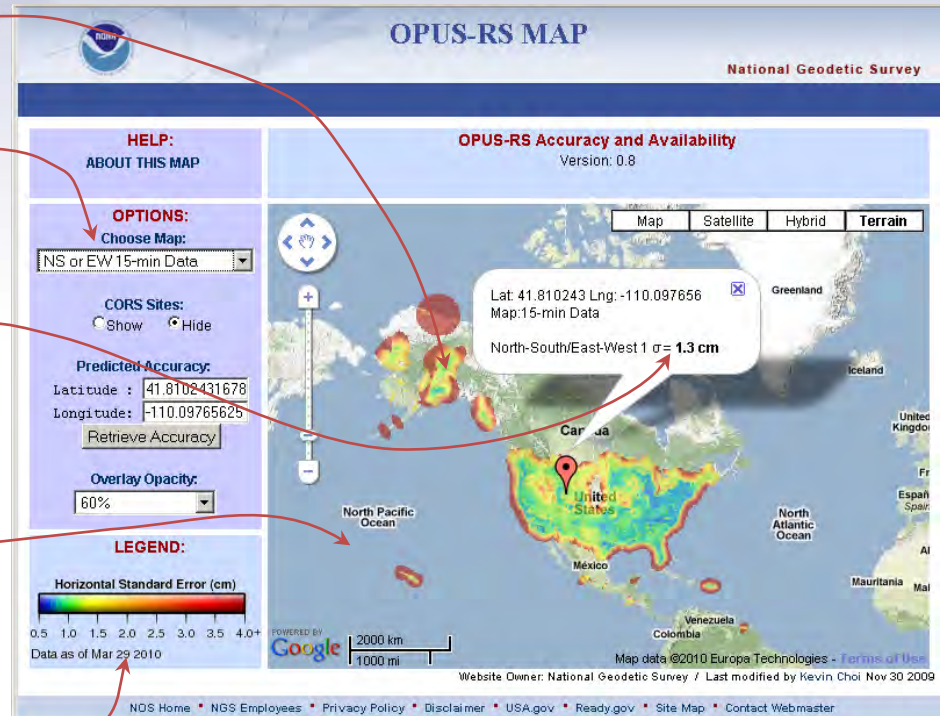 NOAA
OPUS-RS MAP
National Geodetic Survey
HELP:
ABOUT THIS MAP
OPUS-RS Accuracy and Availability
Version: 0.8
OPTIONS:
Choose Map:
NS or EW 15-min Data
CORS Sites:
Show Hide
Predicted Accuracy:
Latitude : 41.8102431678
Longitude: -110.09765625
Retrieve Accuracy
Overlay Opacity:
60%
LEGEND:
Horizontal Standard Error (cm)
0.5 1.0 1.5 2.0 2.5 3.0 3.5 4.0+
Data as of Mar 29 2010
Map Satellite Hybrid Terrain
Lat: 41.810243 Lng: -110.097656
Map:15-min Data
North-South/East-West 1 σ= 1.3 cm
Greenland
Iceland
Canada
United
Kingdo
Fr
España
Spain
United
States
North Pacific
Ocean
North
Atlantic
Ocean
México
Al
Mauritania
Mal
Venezuela
Colombia
POWERED BY
Google
2000 km
1000 mi
Map data ©2010 Europa Technologies - Terms of Use
Website Owner: National Geodetic Survey / Last modified by Kevin Choi Nov 30 2009
NOS Home • NGS Employees • Privacy Policy • Disclaimer • USA.gov • Ready.gov • Site Map • Contact Webmaster